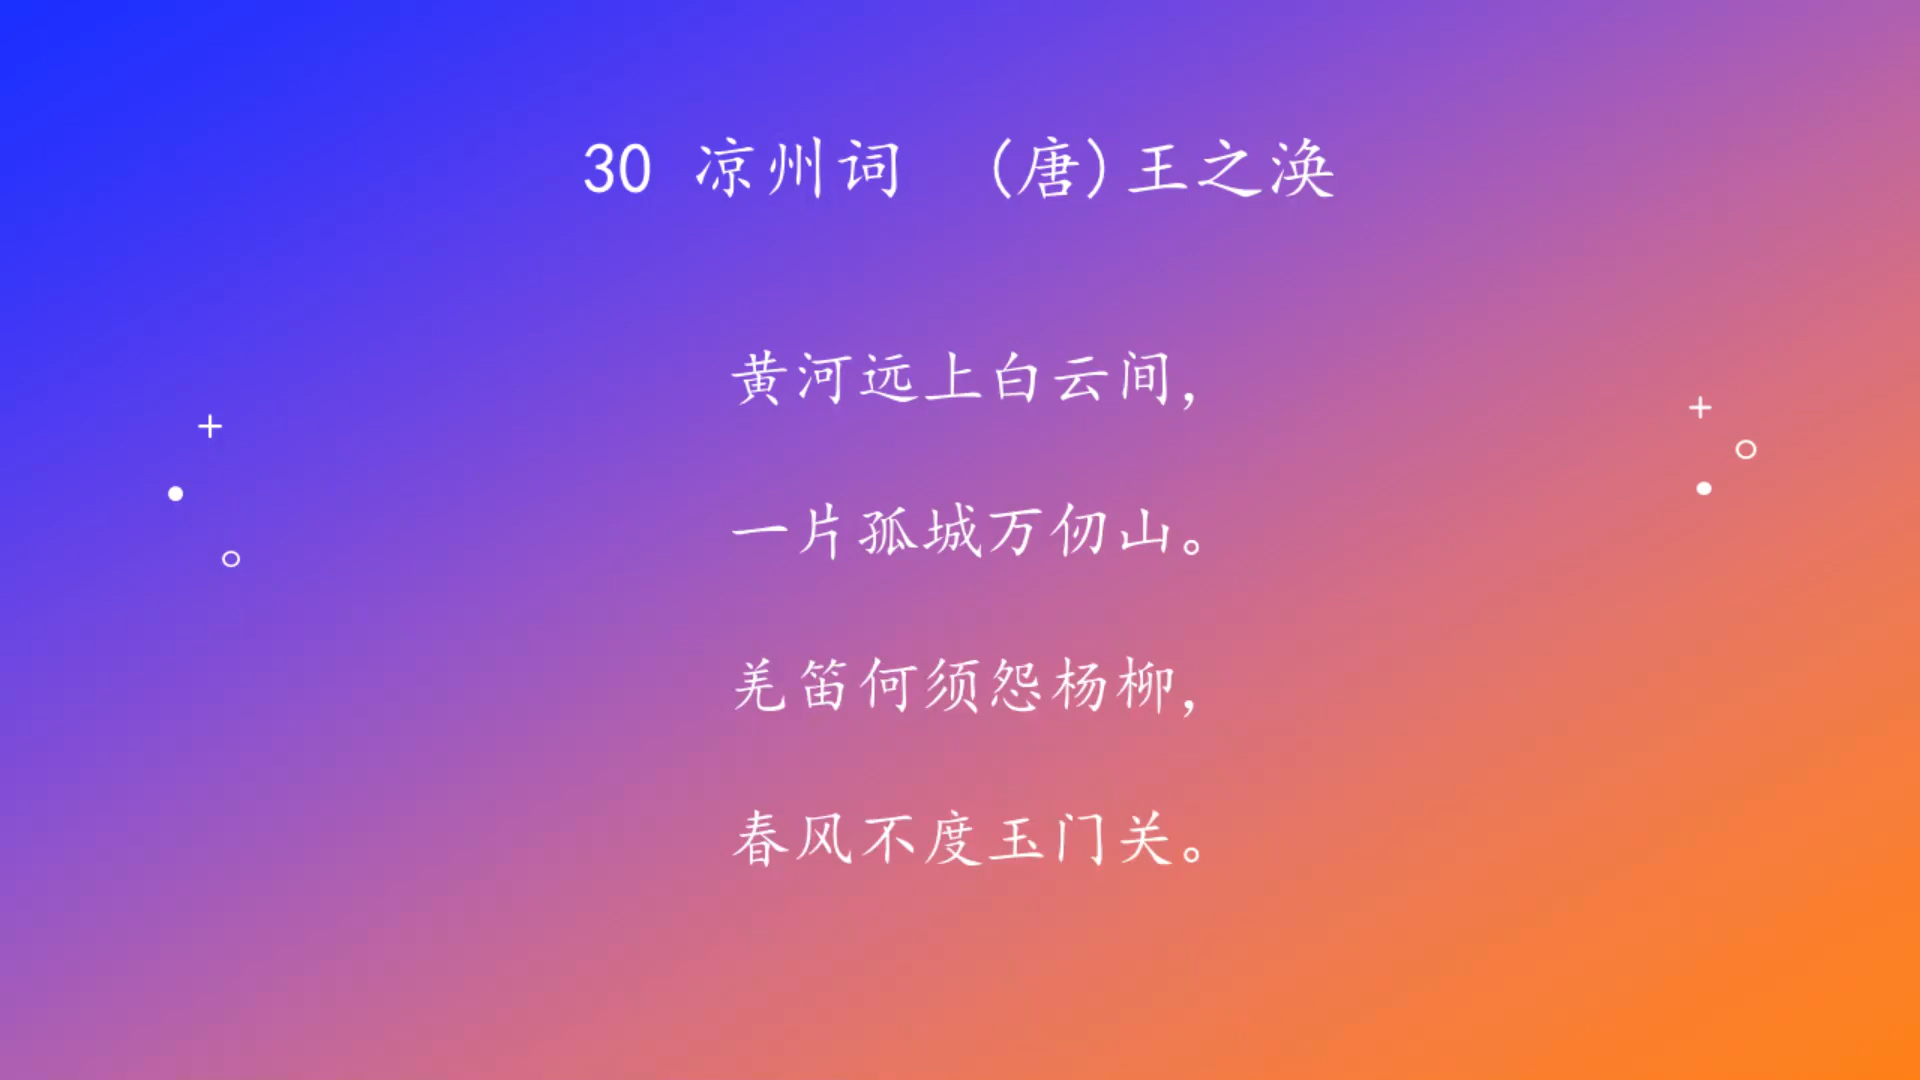 30 凉州词 (唐)王之涣
黄河远上白云间，
一片孤城万仞山。
羌笛何须怨杨柳，
春风不度玉门关。